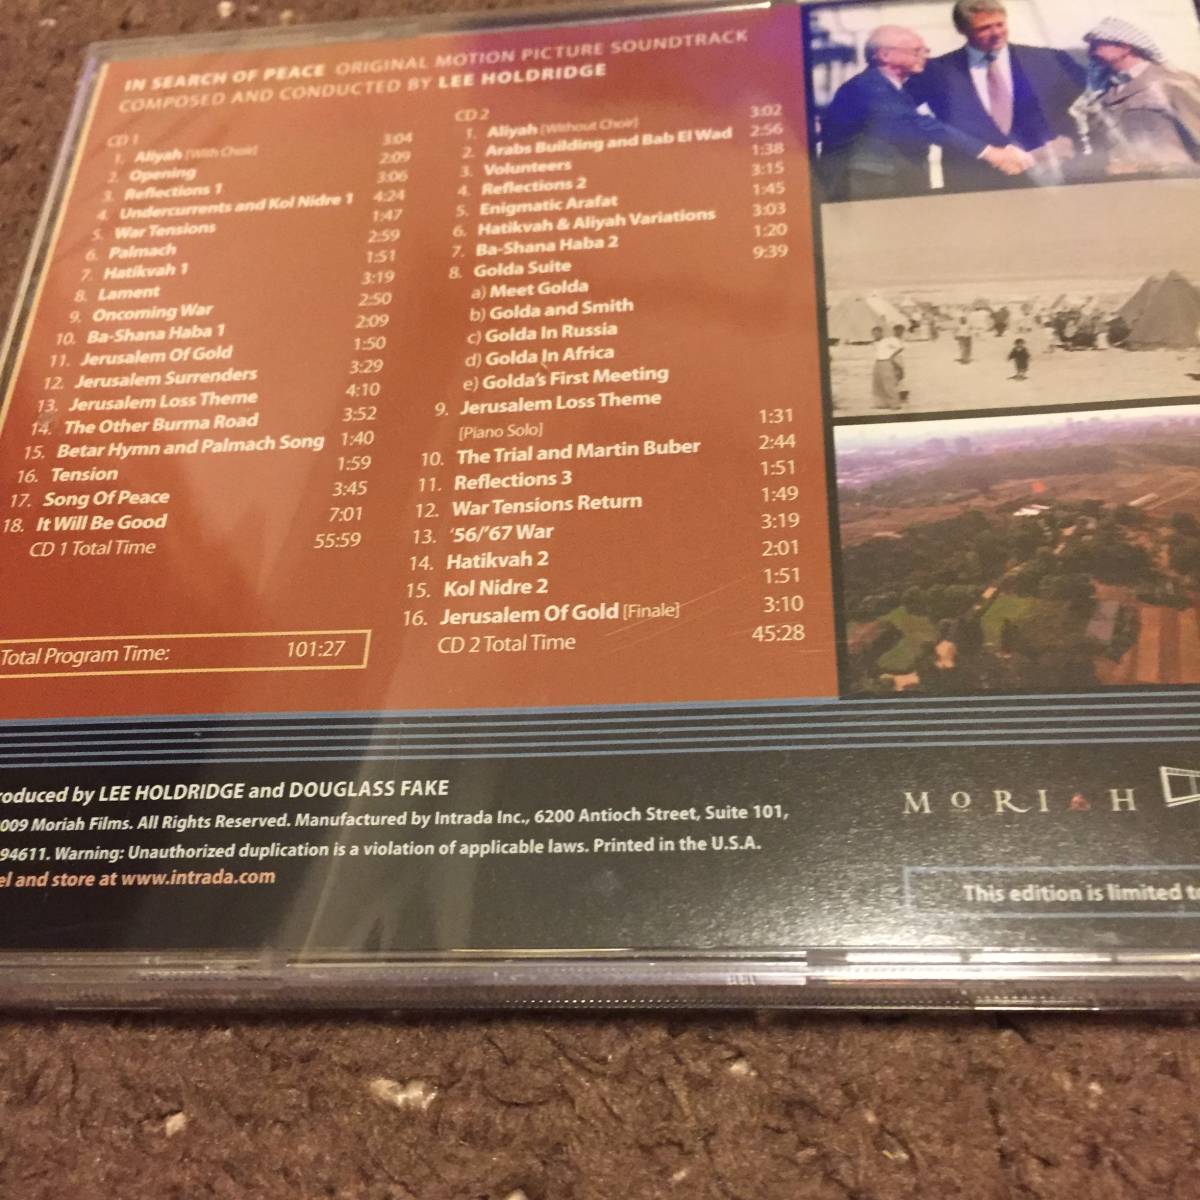 IN SEARCH OF PEACE ORIGINAL MOTION PICTURE SOUNDTRACK
COMPOSED AND CONDUCTED BY LEE HOLDRIDGE
CD 1
1. Aliyah [With Choir] 3:04
2. Opening 2:09
3. Reflections 1 3:06
4. Undercurrents and Kol Nidre 1 4:24
5. War Tensions 1:47
6. Palmach 2:59
7. Hatikvah 1 1:51
8. Lament 3:19
9. Oncoming War 2:50
10. Ba-Shana Haba 1 2:09
11. Jerusalem Of Gold 1:50
12. Jerusalem Surrenders 3:29
13. Jerusalem Loss Theme 4:10
14. The Other Burma Road 3:52
15. Betar Hymn and Palmach Song 1:40
16. Tension 1:59
17. Song Of Peace 3:45
18. It Will Be Good 7:01
CD 1 Total Time 55:59
Total Program Time: 101:27
CD 2
1. Aliyah [Without Choir] 3:02
2. Arabs Building and Bab El Wad 2:56
3. Volunteers 1:38
4. Reflections 2 3:15
5. Enigmatic Arafat 1:45
6. Hatikvah & Aliyah Variations 3:03
7. Ba-Shana Haba 2 1:20
8. Golda Suite 9:39
a) Meet Golda
b) Golda and Smith
c) Golda In Russia
d) Golda In Africa
e) Golda's First Meeting
9. Jerusalem Loss Theme
[Piano Solo] 1:31
10. The Trial and Martin Buber 2:44
11. Reflections 3 1:51
12. War Tensions Return 1:49
13. '56/'67 War 3:19
14. Hatikvah 2 2:01
15. Kol Nidre 2 1:51
16. Jerusalem Of Gold [Finale] 3:10
CD 2 Total Time 45:28
roduced by LEE HOLDRIDGE and DOUGLASS FAKE
009 Moriah Films. All Rights Reserved. Manufactured by Intrada Inc., 6200 Antioch Street, Suite 101,
94611. Warning: Unauthorized duplication is a violation of applicable laws. Printed in the U.S.A.
el and store at www.intrada.com
MORIAH
This edition is limited to